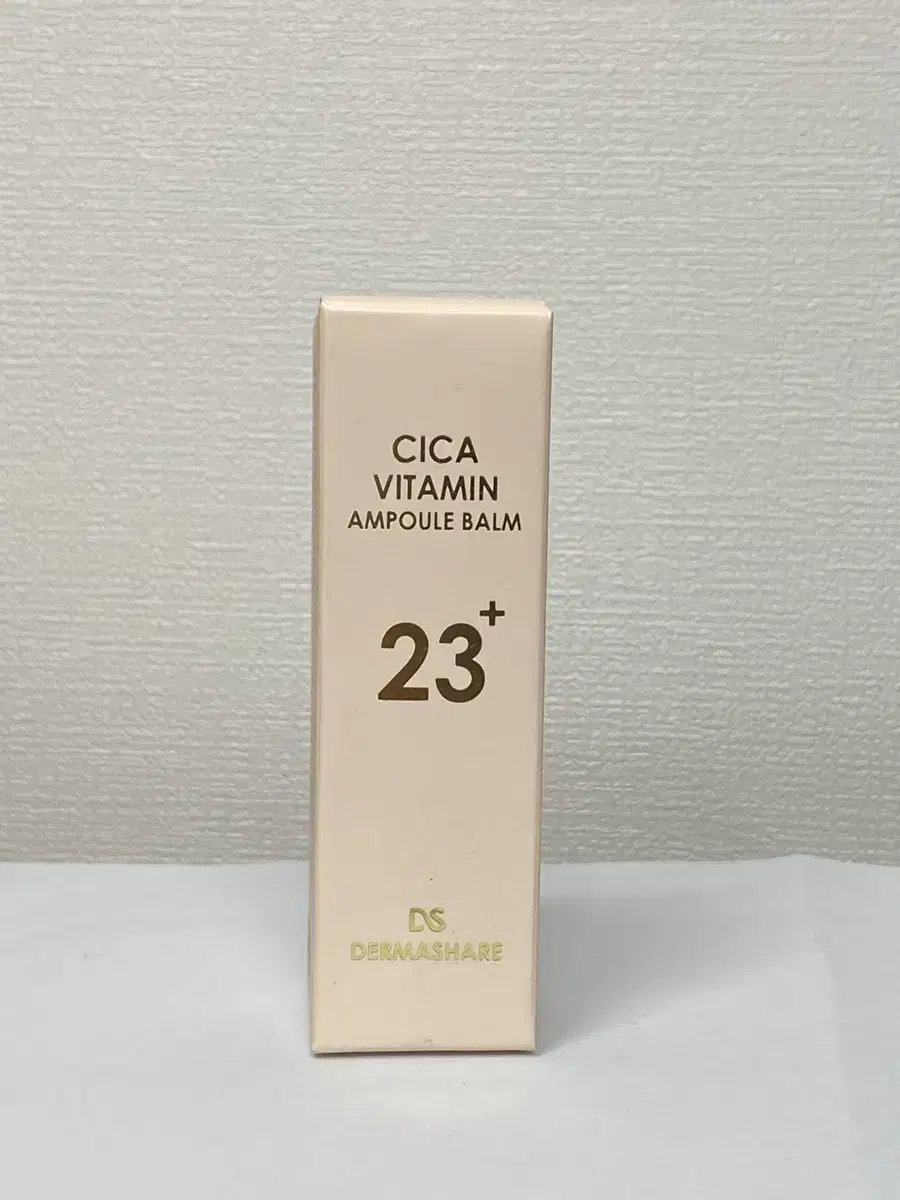 CICA
VITAMIN
AMPOULE BALM
23+
DS
DERMASHARE